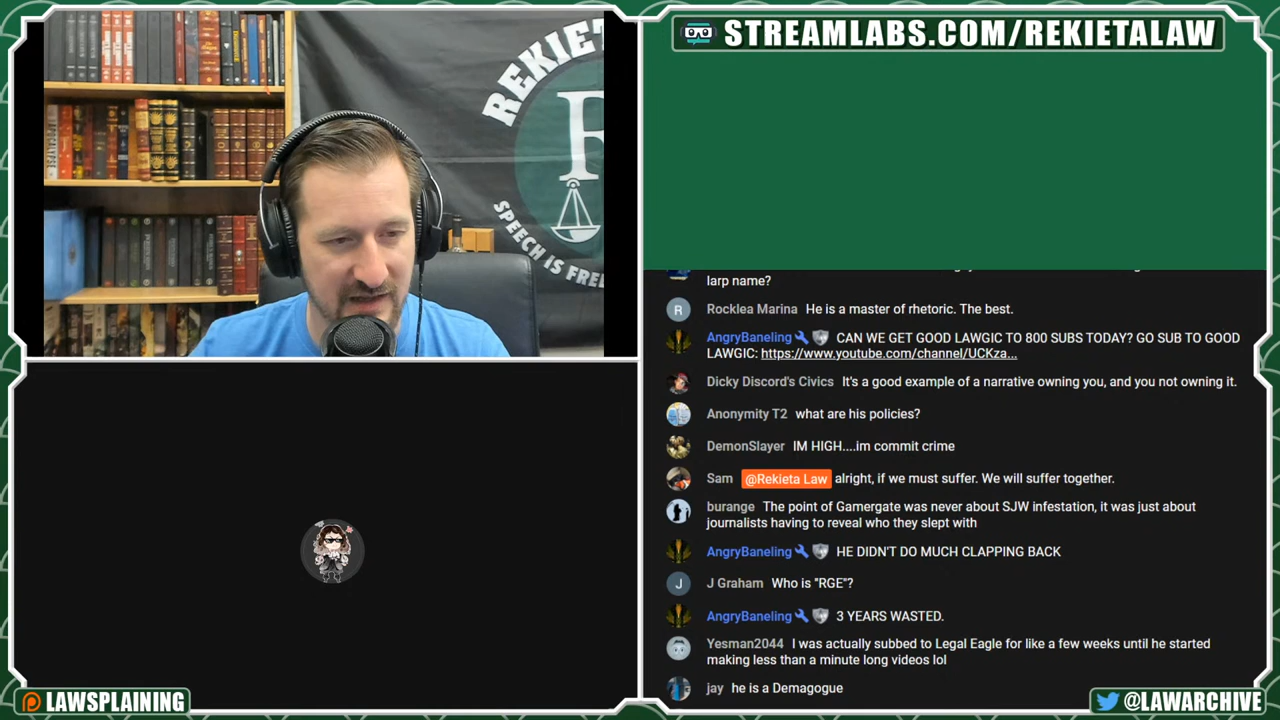 STREAMLABS.COM/REKIETALAW
REKIET
R
SPEECH IS FREE
larp name?
R Rocklea Marina He is a master of rhetoric. The best.
AngryBaneling CAN WE GET GOOD LAWGIC TO 800 SUBS TODAY? GO SUB TO GOOD
LAWGIC: https://www.youtube.com/channel/UCKza...
Dicky Discord's Civics It's a good example of a narrative owning you, and you not owning it.
Anonymity T2 what are his policies?
DemonSlayer IM HIGH....im commit crime
Sam @Rekieta Law alright, if we must suffer. We will suffer together.
burange The point of Gamergate was never about SJW infestation, it was just about
journalists having to reveal who they slept with
AngryBaneling HE DIDN'T DO MUCH CLAPPING BACK
J J Graham Who is "RGE"?
AngryBaneling 3 YEARS WASTED.
Yesman2044 I was actually subbed to Legal Eagle for like a few weeks until he started
making less than a minute long videos lol
jay he is a Demagogue
LAWSPLAINING
@LAWARCHIVE